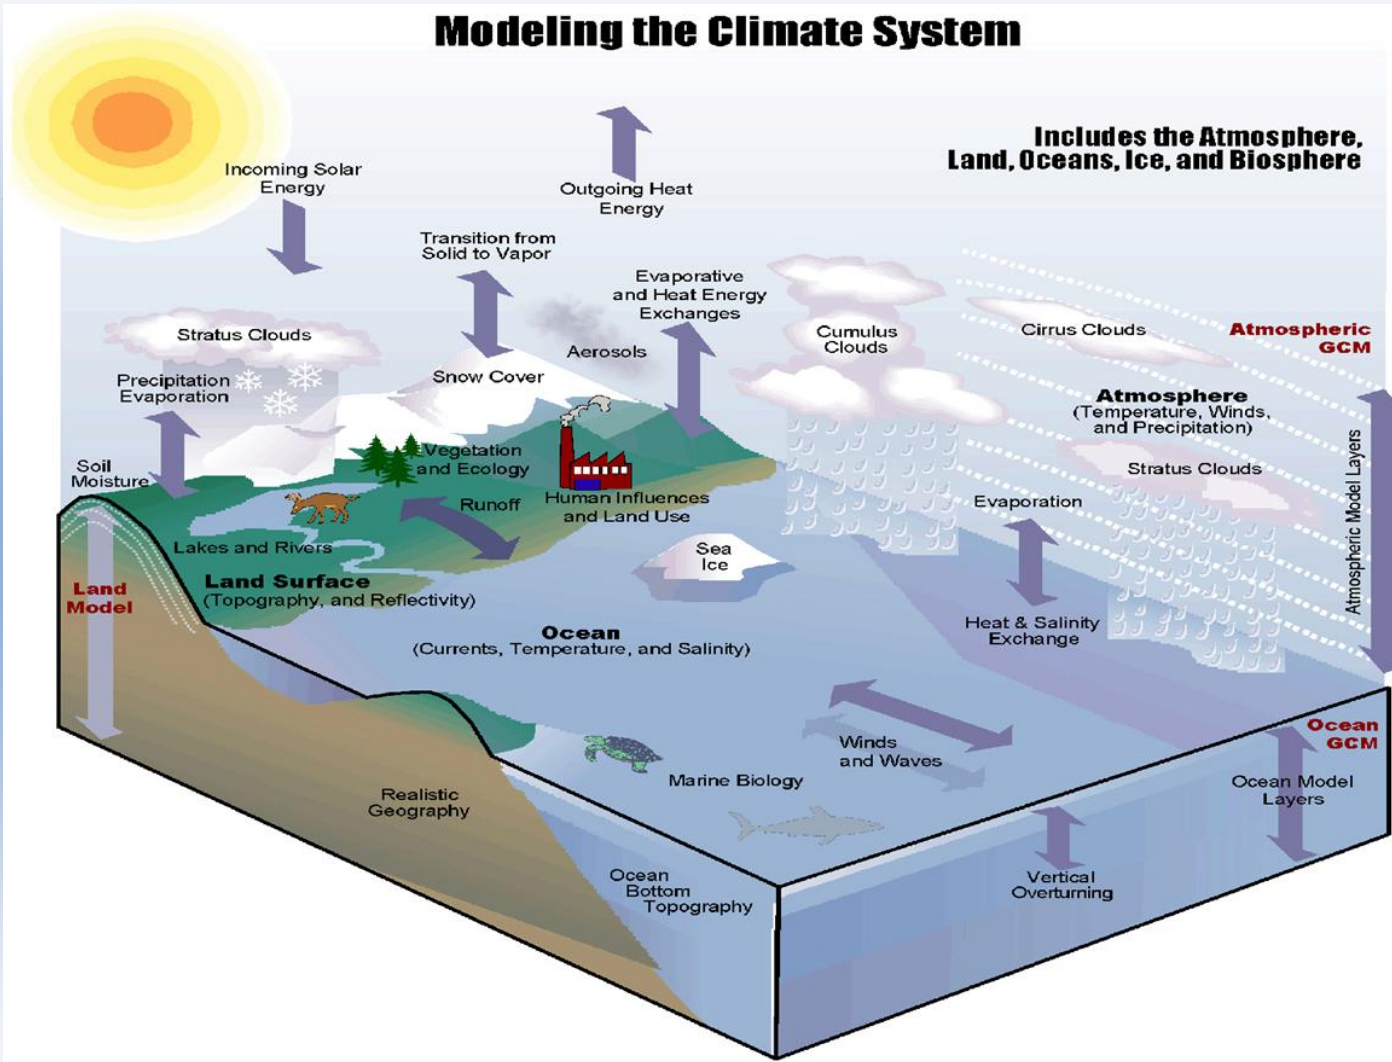 Modeling the Climate System
Includes the Atmosphere,
Land, Oceans, Ice, and Biosphere
Incoming Solar
Energy
Outgoing Heat
Energy
Transition from
Solid to Vapor
Evaporative
and Heat Energy
Exchanges
Stratus Clouds
Aerosols
Cumulus
Clouds
Cirrus Clouds
Atmospheric
GCM
Precipitation
Evaporation
Snow Cover
Atmosphere
(Temperature, Winds,
and Precipitation)
Soil
Moisture
Vegetation
and Ecology
Stratus Clouds
Atmospheric Model Layers
Runoff
Human Influences
and Land Use
Evaporation
Lakes and Rivers
Sea
Ice
Land
Model
Land Surface
(Topography, and Reflectivity)
Heat & Salinity
Exchange
Ocean
(Currents, Temperature, and Salinity)
Ocean
GCM
Winds
and Waves
Marine Biology
Ocean Model
Layers
Realistic
Geography
Ocean
Bottom
Topography
Vertical
Overturning